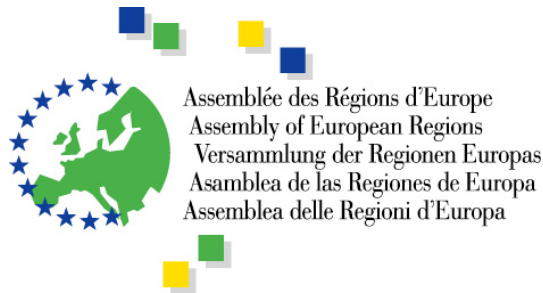 Assemblée des Régions d'Europe
Assembly of European Regions
Versammlung der Regionen Europas
Asamblea de las Regiones de Europa
Assemblea delle Regioni d'Europa